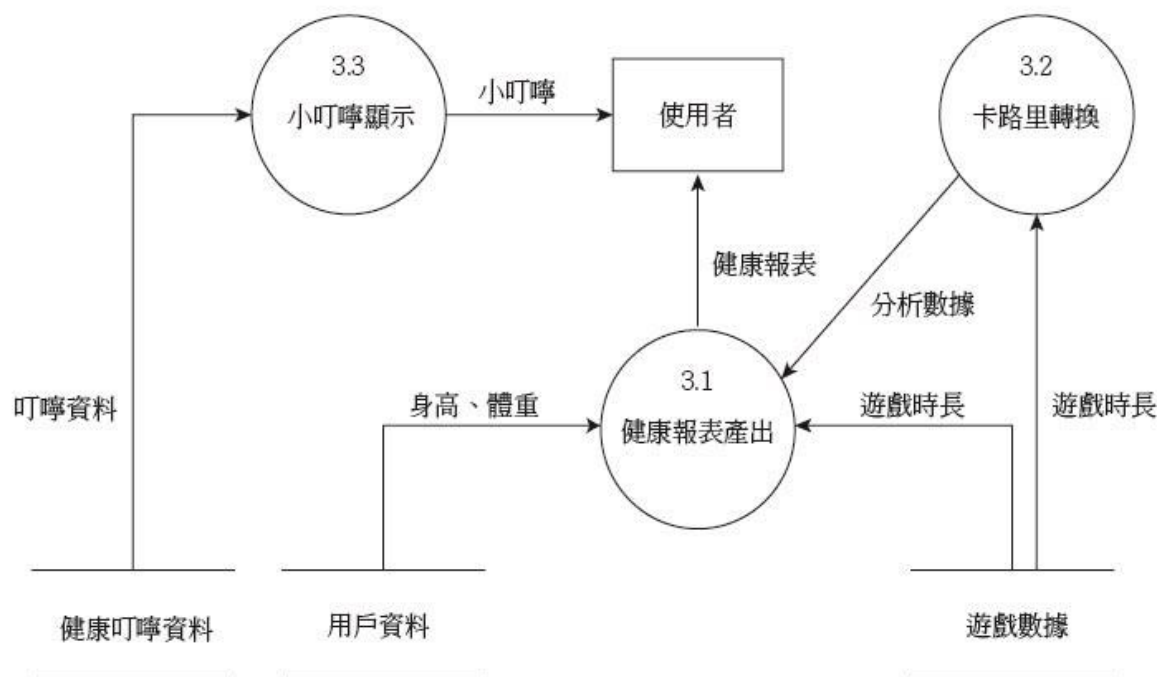 3.3
小叮嚀顯示
小叮嚀
使用者
3.2
卡路里轉換
健康報表
分析數據
叮嚀資料
身高、體重
3.1
健康報表產出
遊戲時長
遊戲時長
健康叮嚀資料
用戶資料
遊戲數據